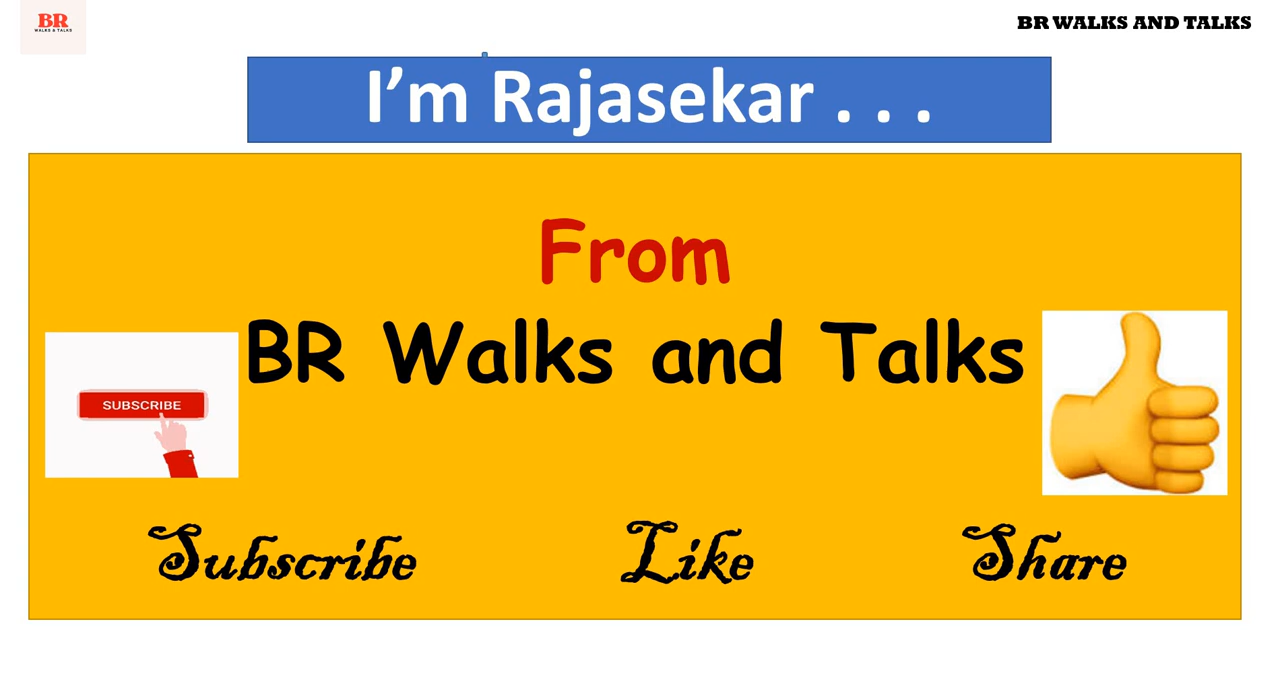 BR
WALKS & TALKS
BR WALKS AND TALKS
I’m Rajasekar . . .
From
BR Walks and Talks
SUBSCRIBE
Subscribe Like Share